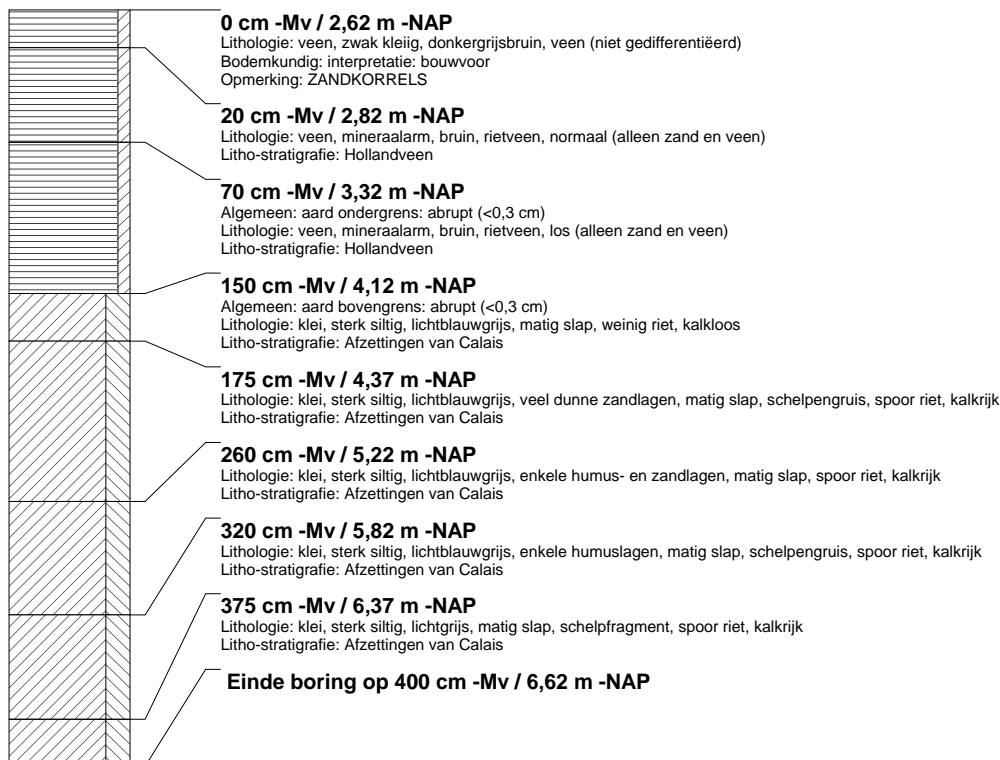 0 cm -Mv / 2,62 m -NAP
Lithologie: veen, zwak kleiig, donkergrijsbruin, veen (niet gedifferentiëerd)
Bodemkundig: interpretatie: bouwvoor
Opmerking: ZANDKORRELS
20 cm -Mv / 2,82 m -NAP
Lithologie: veen, mineraalarm, bruin, rietveen, normaal (alleen zand en veen)
Litho-stratigrafie: Hollandveen
70 cm -Mv / 3,32 m -NAP
Algemeen: aard ondergrens: abrupt (<0,3 cm)
Lithologie: veen, mineraalarm, bruin, rietveen, los (alleen zand en veen)
Litho-stratigrafie: Hollandveen
150 cm -Mv / 4,12 m -NAP
Algemeen: aard bovengrens: abrupt (<0,3 cm)
Lithologie: klei, sterk siltig, lichtblauwgrijs, matig slap, weinig riet, kalkloos
Litho-stratigrafie: Afzettingen van Calais
175 cm -Mv / 4,37 m -NAP
Lithologie: klei, sterk siltig, lichtblauwgrijs, veel dunne zandlagen, matig slap, schelpengruis, spoor riet, kalkrijk
Litho-stratigrafie: Afzettingen van Calais
260 cm -Mv / 5,22 m -NAP
Lithologie: klei, sterk siltig, lichtblauwgrijs, enkele humus- en zandlagen, matig slap, spoor riet, kalkrijk
Litho-stratigrafie: Afzettingen van Calais
320 cm -Mv / 5,82 m -NAP
Lithologie: klei, sterk siltig, lichtblauwgrijs, enkele humuslagen, matig slap, schelpengruis, spoor riet, kalkrijk
Litho-stratigrafie: Afzettingen van Calais
375 cm -Mv / 6,37 m -NAP
Lithologie: klei, sterk siltig, lichtgrijs, matig slap, schelpfragment, spoor riet, kalkrijk
Litho-stratigrafie: Afzettingen van Calais
Einde boring op 400 cm -Mv / 6,62 m -NAP